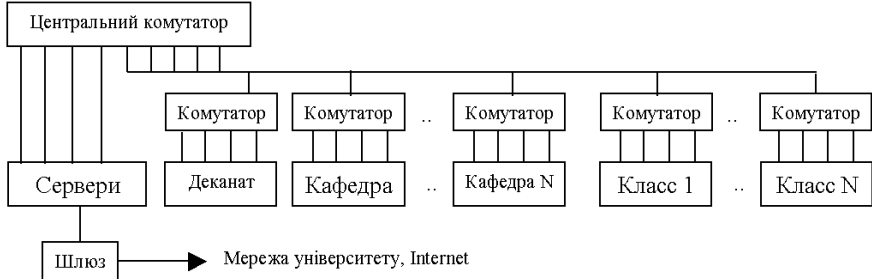 Центральний комутатор
Комутатор Комутатор .. Комутатор Комутатор .. Комутатор
Сервери Деканат Кафедра .. Кафедра N Класс 1 .. Класс N
Шлюз Мережа університету, Internet